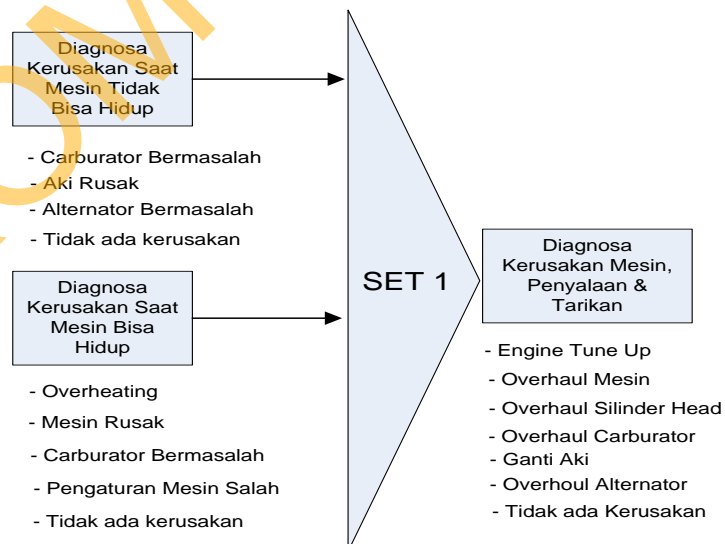 Diagnosa
Kerusakan Saat
Mesin Tidak
Bisa Hidup
- Carburator Bermasalah
- Aki Rusak
- Alternator Bermasalah
- Tidak ada kerusakan
Diagnosa
Kerusakan Saat
Mesin Bisa
Hidup
- Overheating
- Mesin Rusak
- Carburator Bermasalah
- Pengaturan Mesin Salah
- Tidak ada kerusakan
SET 1
Diagnosa
Kerusakan Mesin,
Penyalaan &
Tarikan
- Engine Tune Up
- Overhaul Mesin
- Overhaul Silinder Head
- Overhaul Carburator
- Ganti Aki
- Overhoul Alternator
- Tidak ada Kerusakan